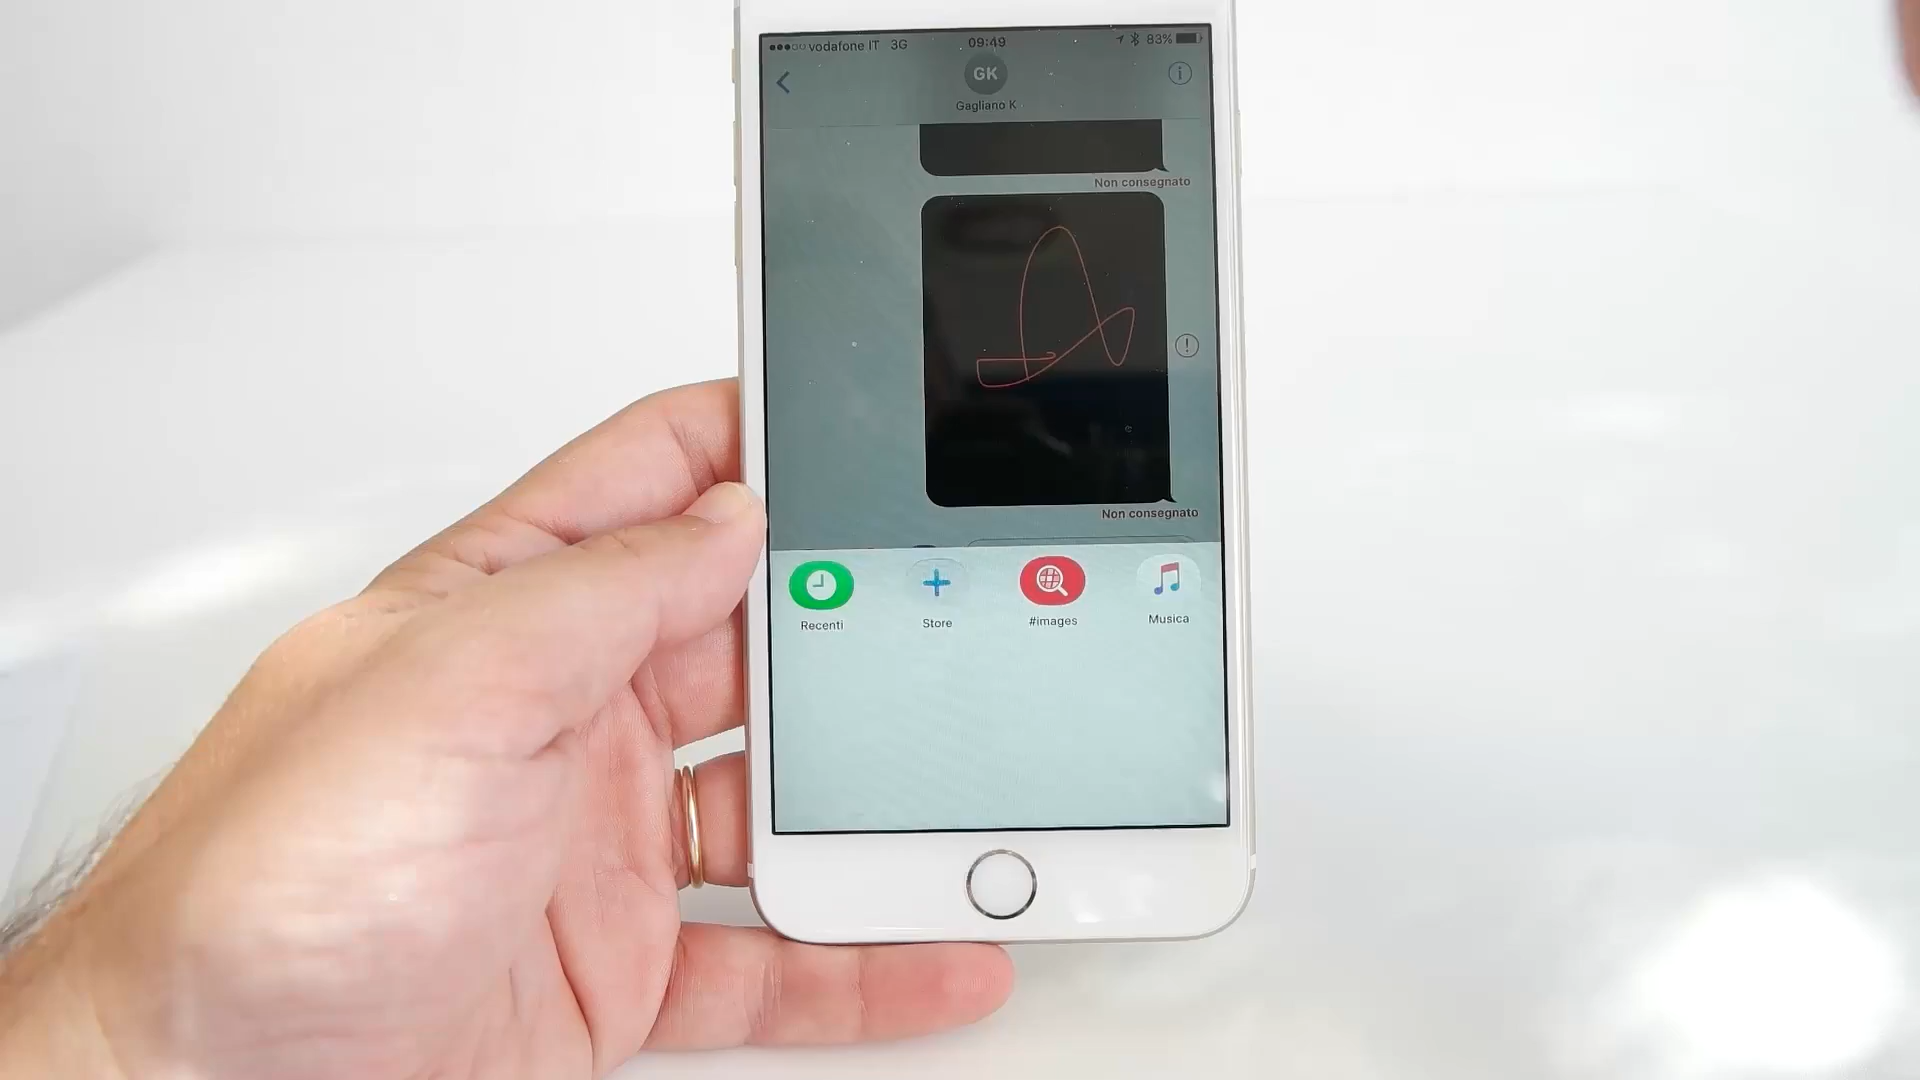 vodafone IT 3G 09:49 83%
GK
Gagliano K
Non consegnato
Non consegnato
Recenti Store #images Musica